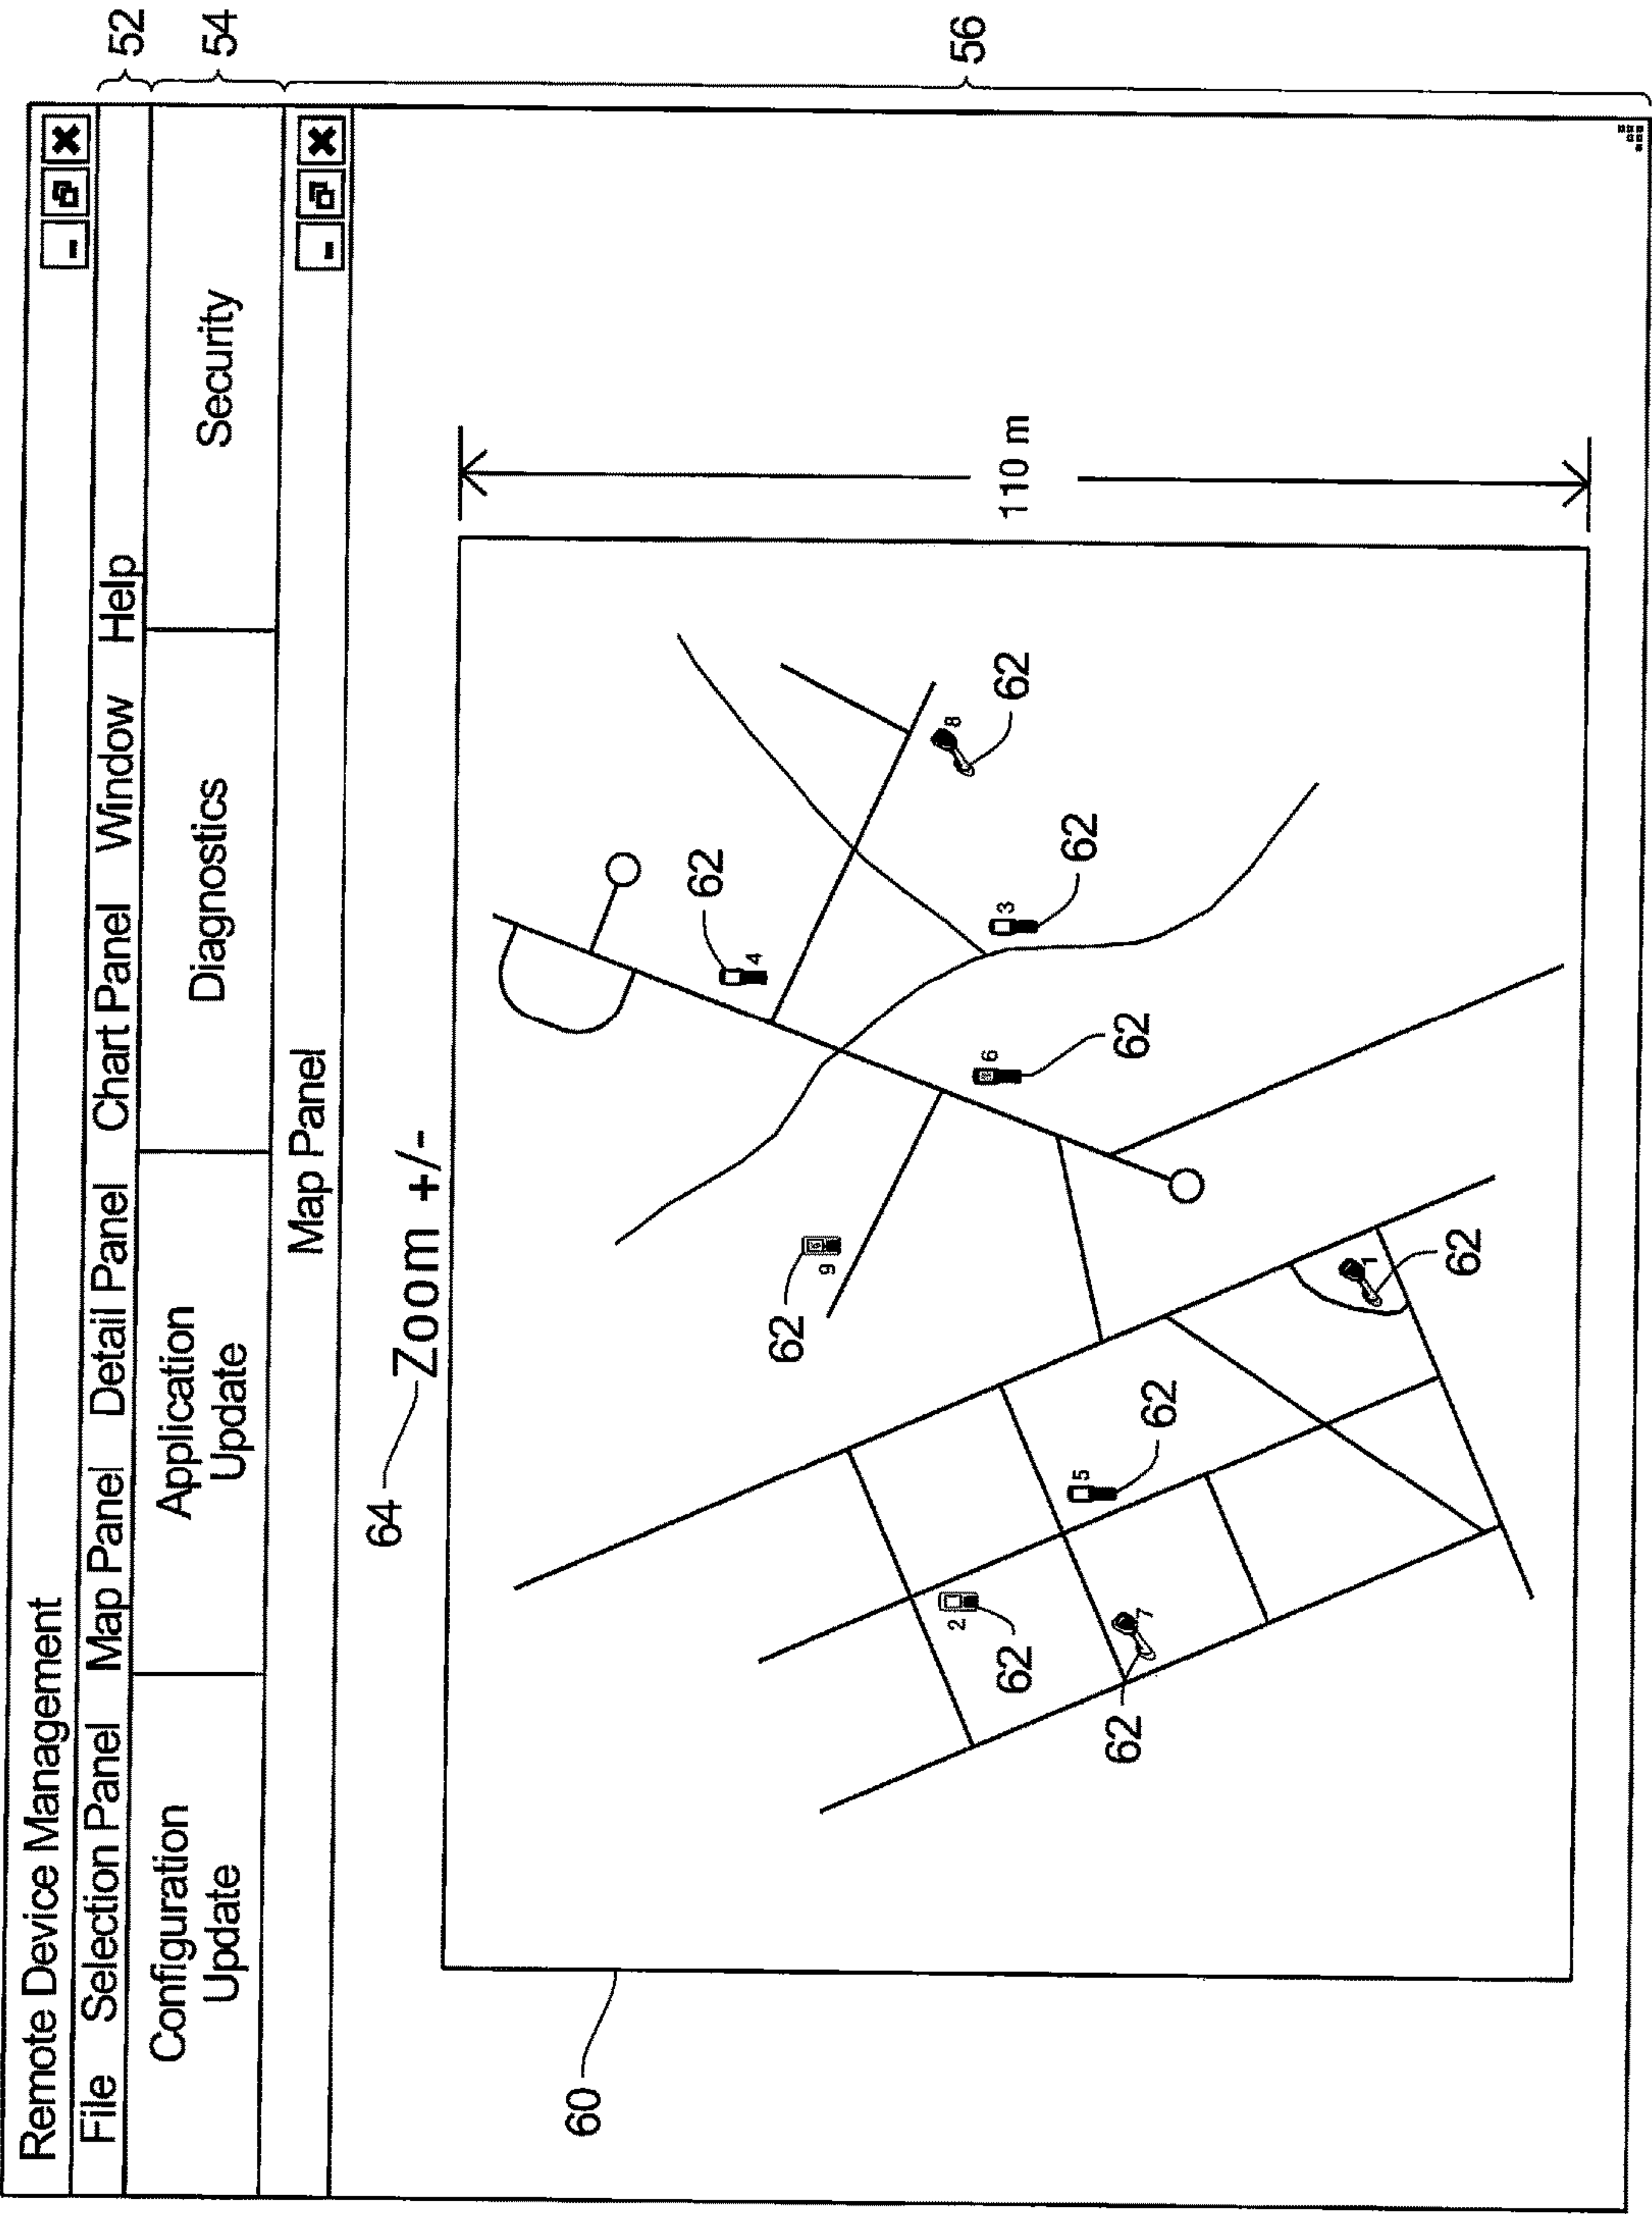 Remote Device Management
File Selection Panel Map Panel Detail Panel Chart Panel Window Help
52
Configuration Update
Application Update
Diagnostics
Security
54
Map Panel
56
64 Zoom +/-
60
110 m
62
4
62
9
62
8
62
3
62
6
62
2
62
5
62
7
62
1
62